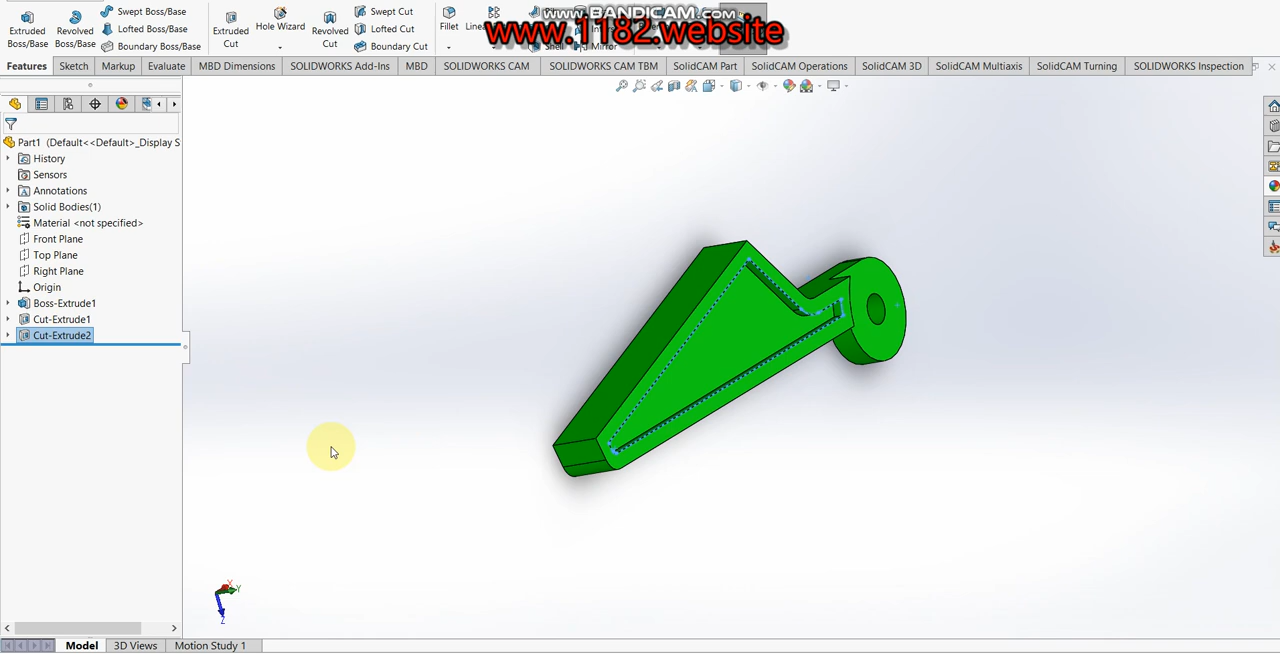 www.BANDICAM.com
www.1182.website
Extruded Boss/Base
Revolved Boss/Base
Swept Boss/Base
Lofted Boss/Base
Boundary Boss/Base
Extruded Cut
Hole Wizard
Revolved Cut
Swept Cut
Lofted Cut
Boundary Cut
Fillet
Shell
Mirror
Features Sketch Markup Evaluate MBD Dimensions SOLIDWORKS Add-Ins MBD SOLIDWORKS CAM SOLIDWORKS CAM TBM SolidCAM Part SolidCAM Operations SolidCAM 3D SolidCAM Multiaxis SolidCAM Turning SOLIDWORKS Inspection
Part1 (Default<<Default>_Display S
History
Sensors
Annotations
Solid Bodies(1)
Material <not specified>
Front Plane
Top Plane
Right Plane
Origin
Boss-Extrude1
Cut-Extrude1
Cut-Extrude2
X
Y
Z
Model 3D Views Motion Study 1